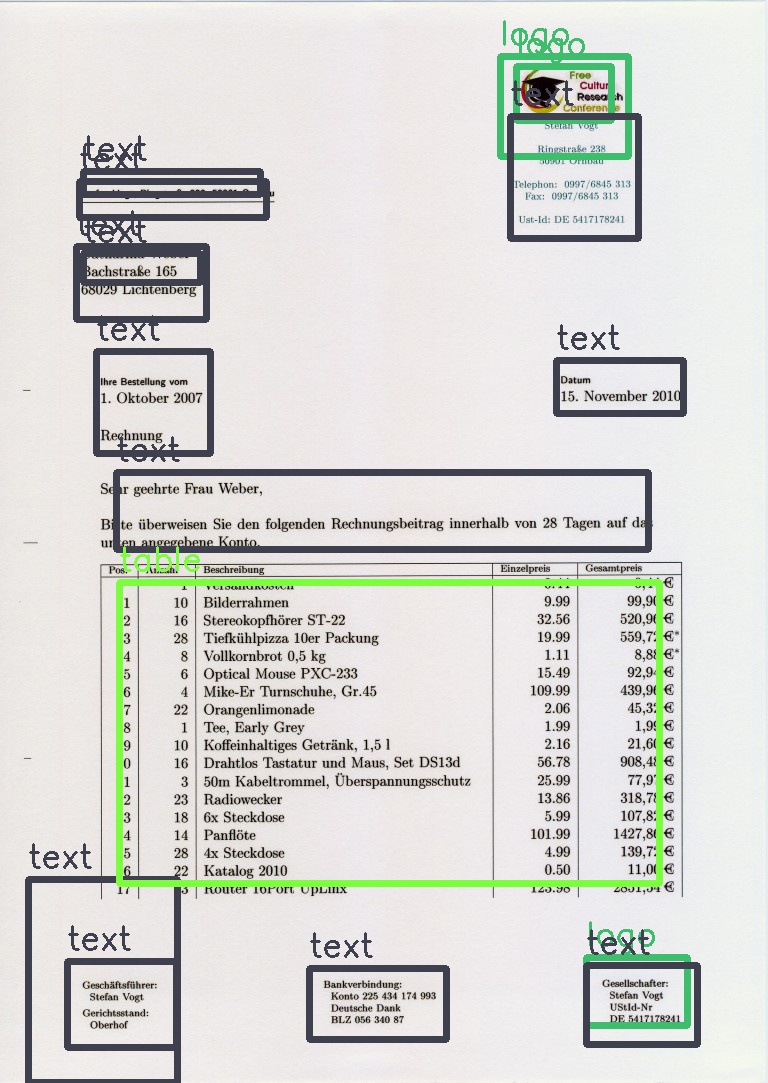 logo
logo
Free
Culture
Research
Conference
text
Stefan Vogt
Ringstraße 238
50901 Ornbau
Telephon: 0997/6845 313
Fax: 0997/6845 313
Ust-Id: DE 5417178241
text
text
text
text
Bachstraße 165
68029 Lichtenberg
text
Ihre Bestellung vom
1. Oktober 2007
Rechnung
text
Datum
15. November 2010
text
Sehr geehrte Frau Weber,
Bitte überweisen Sie den folgenden Rechnungsbeitrag innerhalb von 28 Tagen auf das
unten angegebene Konto.
table
Pos. Anzahl. Beschreibung Einzelpreis Gesamtpreis
1 Versandkosten
1 10 Bilderrahmen 9.99 99,90 €
2 16 Stereokopfhörer ST-22 32.56 520,96 €
3 28 Tiefkühlpizza 10er Packung 19.99 559,72 €*
4 8 Vollkornbrot 0,5 kg 1.11 8,88 €*
5 6 Optical Mouse PXC-233 15.49 92,94 €
6 4 Mike-Er Turnschuhe, Gr.45 109.99 439,96 €
7 22 Orangenlimonade 2.06 45,32 €
8 1 Tee, Early Grey 1.99 1,99 €
9 10 Koffeinhaltiges Getränk, 1,5 l 2.16 21,60 €
0 16 Drahtlos Tastatur und Maus, Set DS13d 56.78 908,48 €
1 3 50m Kabeltrommel, Überspannungsschutz 25.99 77,97 €
2 23 Radiowecker 13.86 318,78 €
3 18 6x Steckdose 5.99 107,82 €
4 14 Panflöte 101.99 1427,86 €
5 28 4x Steckdose 4.99 139,72 €
6 22 Katalog 2010 0.50 11,00 €
17 3 Router 16Port UpLinx 123.98 2851,54 €
text
text
Geschäftsführer:
Stefan Vogt
Gerichtsstand:
Oberhof
text
Bankverbindung:
Konto 225 434 174 993
Deutsche Dank
BLZ 056 340 87
logo
text
Gesellschafter:
Stefan Vogt
UStId-Nr
DE 5417178241